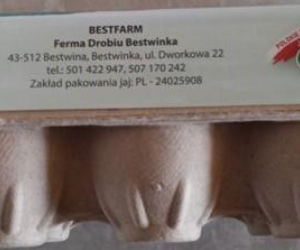 BESTFARM
Ferma Drobiu Bestwinka
43-512 Bestwina, Bestwinka, ul. Dworkowa 22
tel.: 501 422 947, 507 170 242
Zakład pakowania jaj: PL - 24025908
POLSKIE